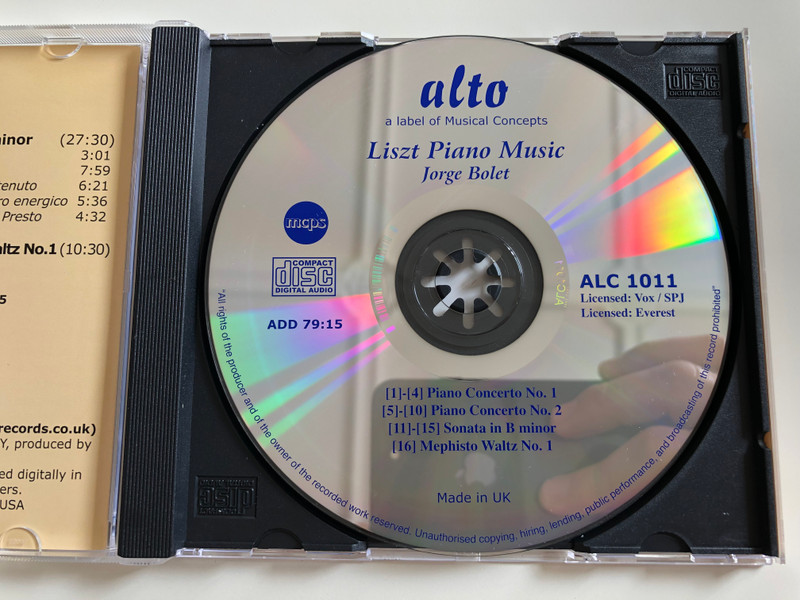 inor (27:30)
3:01
7:59
tenuto 6:21
ro energico 5:36
Presto 4:32
ltz No.1 (10:30)
5
records.co.uk)
Y, produced by
ed digitally in
ers.
USA
alto
a label of Musical Concepts
Liszt Piano Music
Jorge Bolet
mcps
COMPACT
disc
DIGITAL AUDIO
ADD 79:15
ALC 1011
Licensed: Vox / SPJ
Licensed: Everest
[1]-[4] Piano Concerto No. 1
[5]-[10] Piano Concerto No. 2
[11]-[15] Sonata in B minor
[16] Mephisto Waltz No. 1
Made in UK
"All rights of the producer and of the owner of the recorded work reserved. Unauthorised copying, hiring, lending, public performance, and broadcasting of this record prohibited"
COMPACT
disc
DIGITAL AUDIO